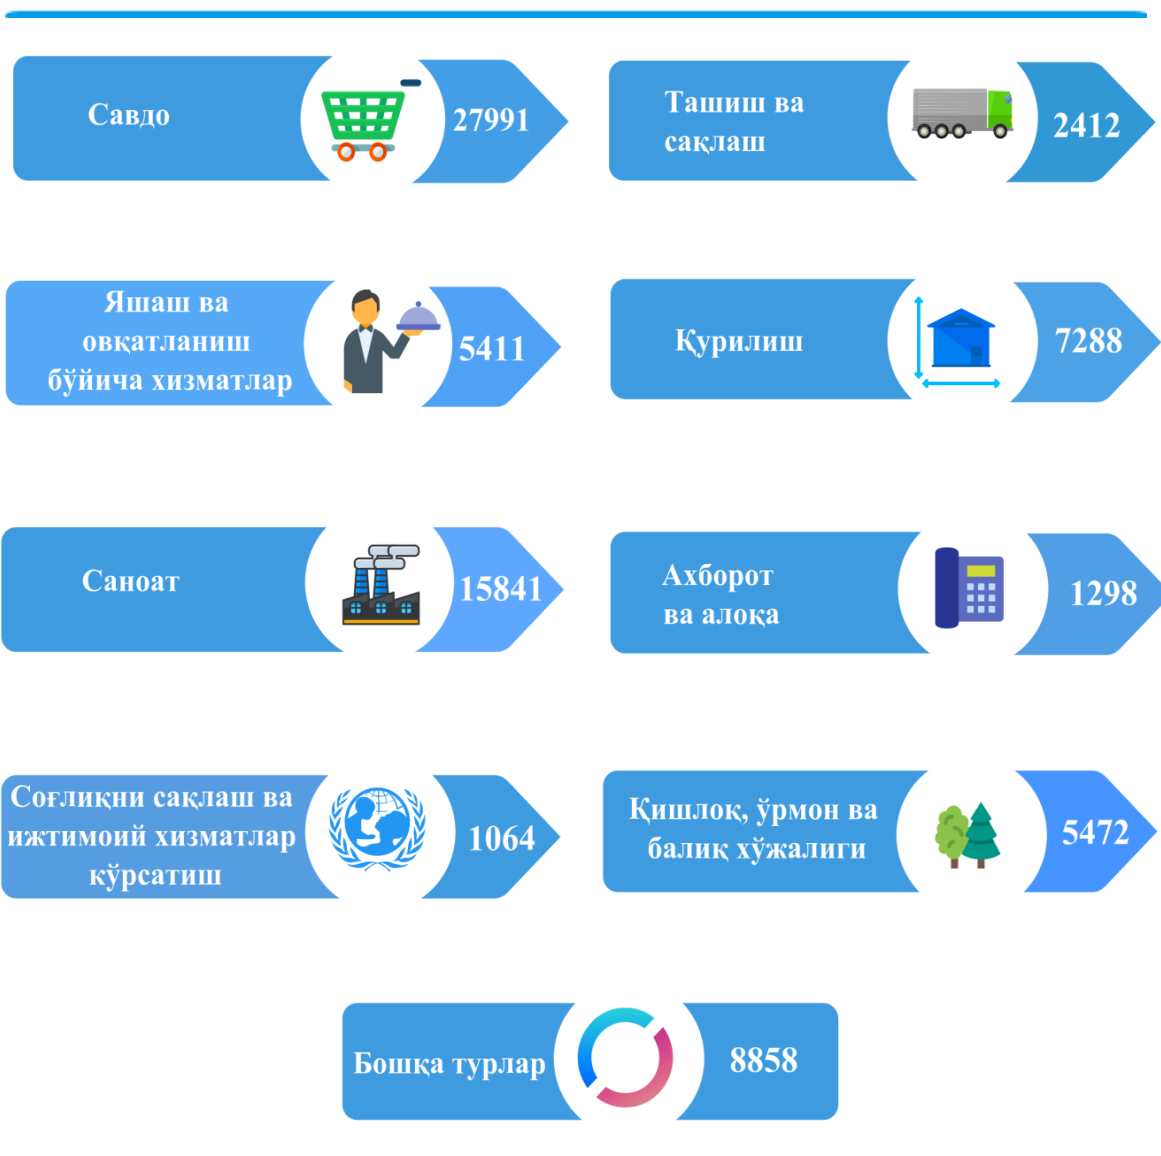 Савдо
27991
Ташиш ва
сақлаш
2412
Яшаш ва
овқатланиш
бўйича хизматлар
5411
Қурилиш
7288
Саноат
15841
Ахборот
ва алоқа
1298
Соғлиқни сақлаш ва
ижтимоий хизматлар
кўрсатиш
1064
Қишлоқ, ўрмон ва
балиқ хўжалиги
5472
Бошқа турлар
8858